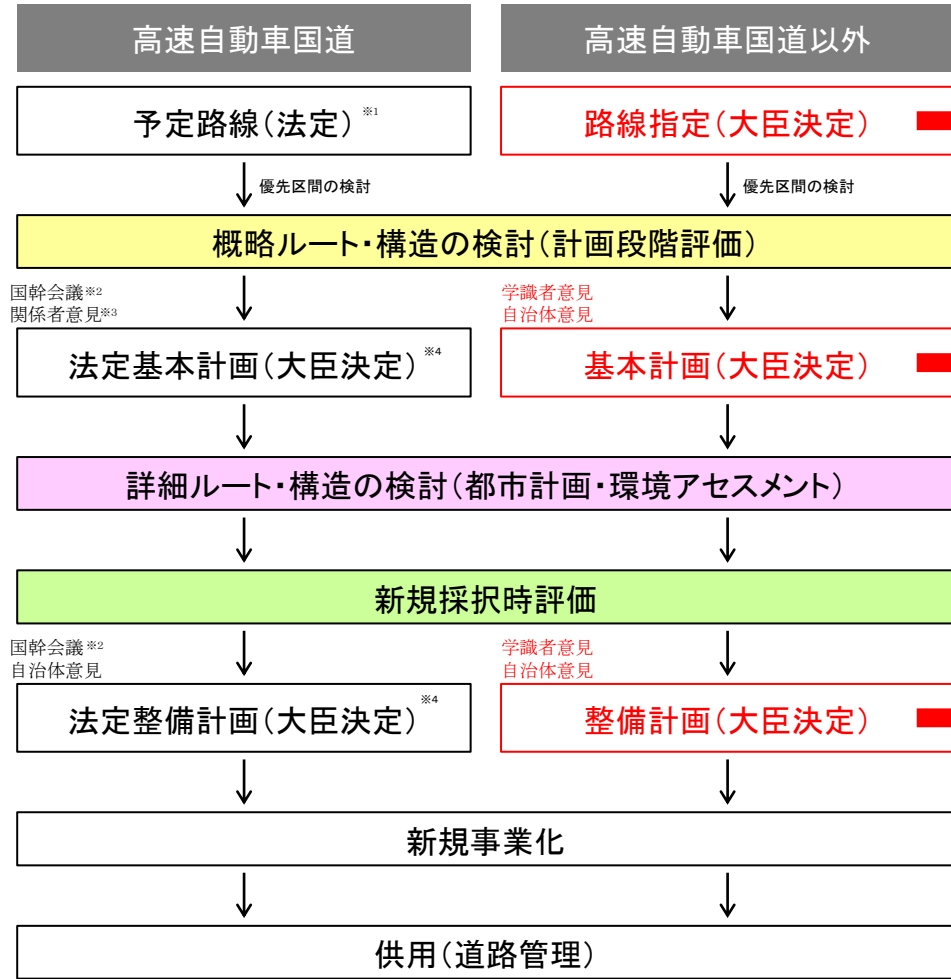 高速自動車国道
高速自動車国道以外
予定路線(法定)※1
路線指定(大臣決定)
優先区間の検討
優先区間の検討
概略ルート・構造の検討(計画段階評価)
国幹会議※2
関係者意見※3
学識者意見
自治体意見
法定基本計画(大臣決定)※4
基本計画(大臣決定)
詳細ルート・構造の検討(都市計画・環境アセスメント)
新規採択時評価
国幹会議※2
自治体意見
学識者意見
自治体意見
法定整備計画(大臣決定)※4
整備計画(大臣決定)
新規事業化
供用(道路管理)